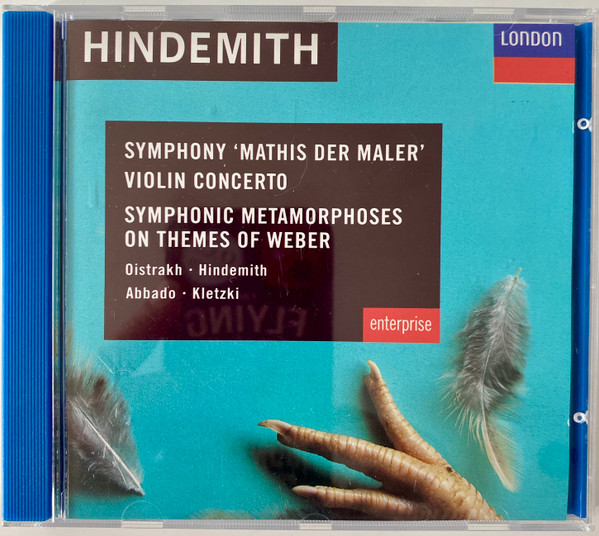 HINDEMITH
LONDON
SYMPHONY ‘MATHIS DER MALER’
VIOLIN CONCERTO
SYMPHONIC METAMORPHOSES
ON THEMES OF WEBER
Oistrakh · Hindemith
Abbado · Kletzki
enterprise
FLYING